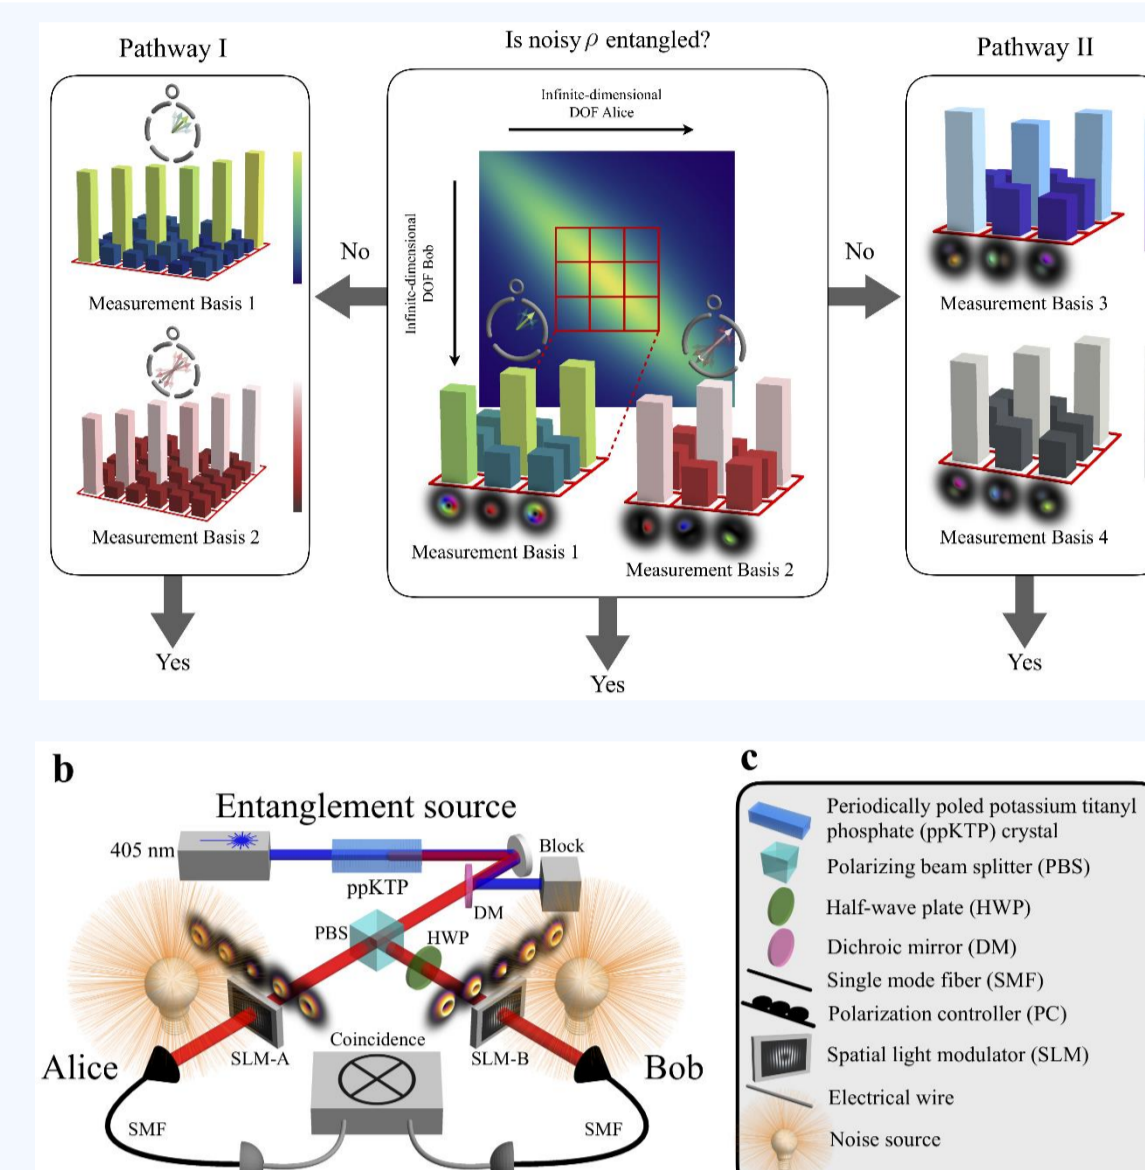 Pathway I
Is noisy ρ entangled?
Pathway II
Infinite-dimensional
DOF Alice
Infinite-dimensional
DOF Bob
No
No
Measurement Basis 1
Measurement Basis 2
Measurement Basis 1
Measurement Basis 2
Measurement Basis 3
Measurement Basis 4
Yes
Yes
Yes
b
Entanglement source
405 nm
ppKTP
Block
DM
PBS
HWP
SLM-A
Coincidence
SLM-B
Alice
Bob
SMF
SMF
c
Periodically poled potassium titanyl
phosphate (ppKTP) crystal
Polarizing beam splitter (PBS)
Half-wave plate (HWP)
Dichroic mirror (DM)
Single mode fiber (SMF)
Polarization controller (PC)
Spatial light modulator (SLM)
Electrical wire
Noise source